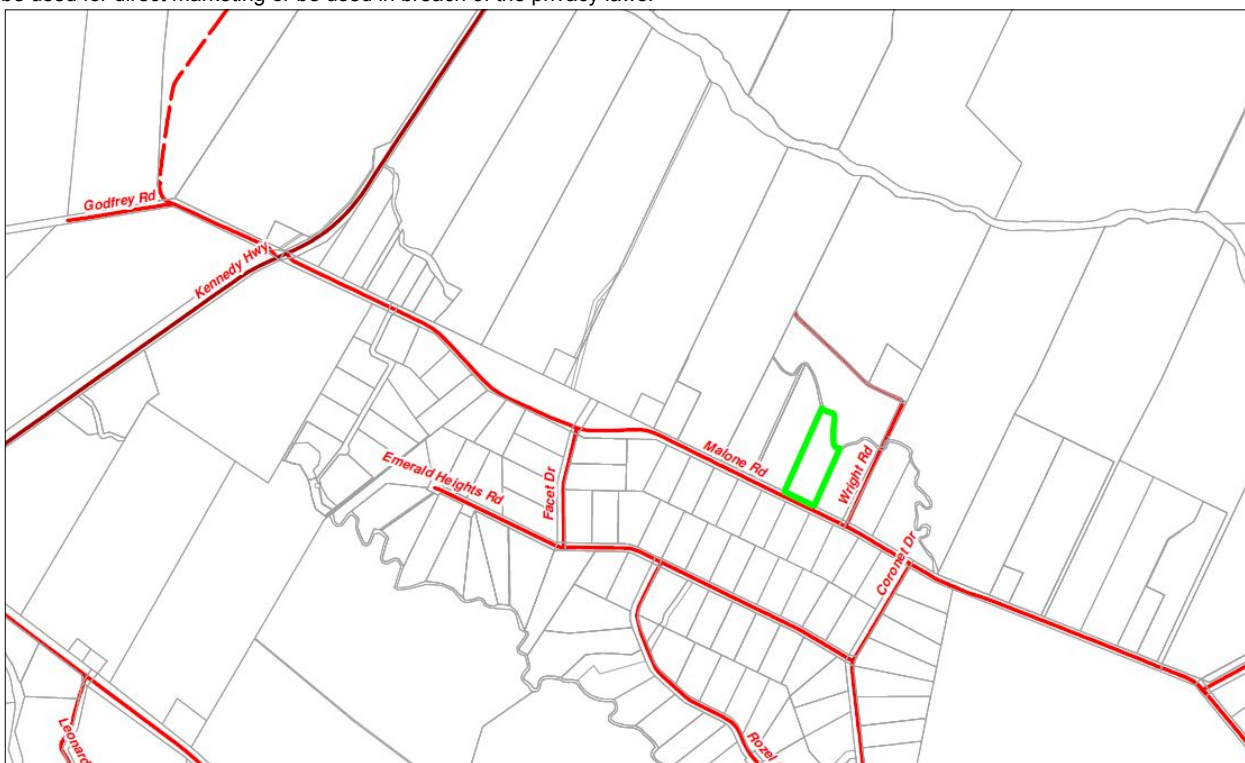 be used for direct marketing or be used in breach of the privacy laws.
Godfrey Rd
Kennedy Hwy
Malone Rd
Wright Rd
Emerald Heights Rd
Facet Dr
Coronet Dr
Leonard
Rozel